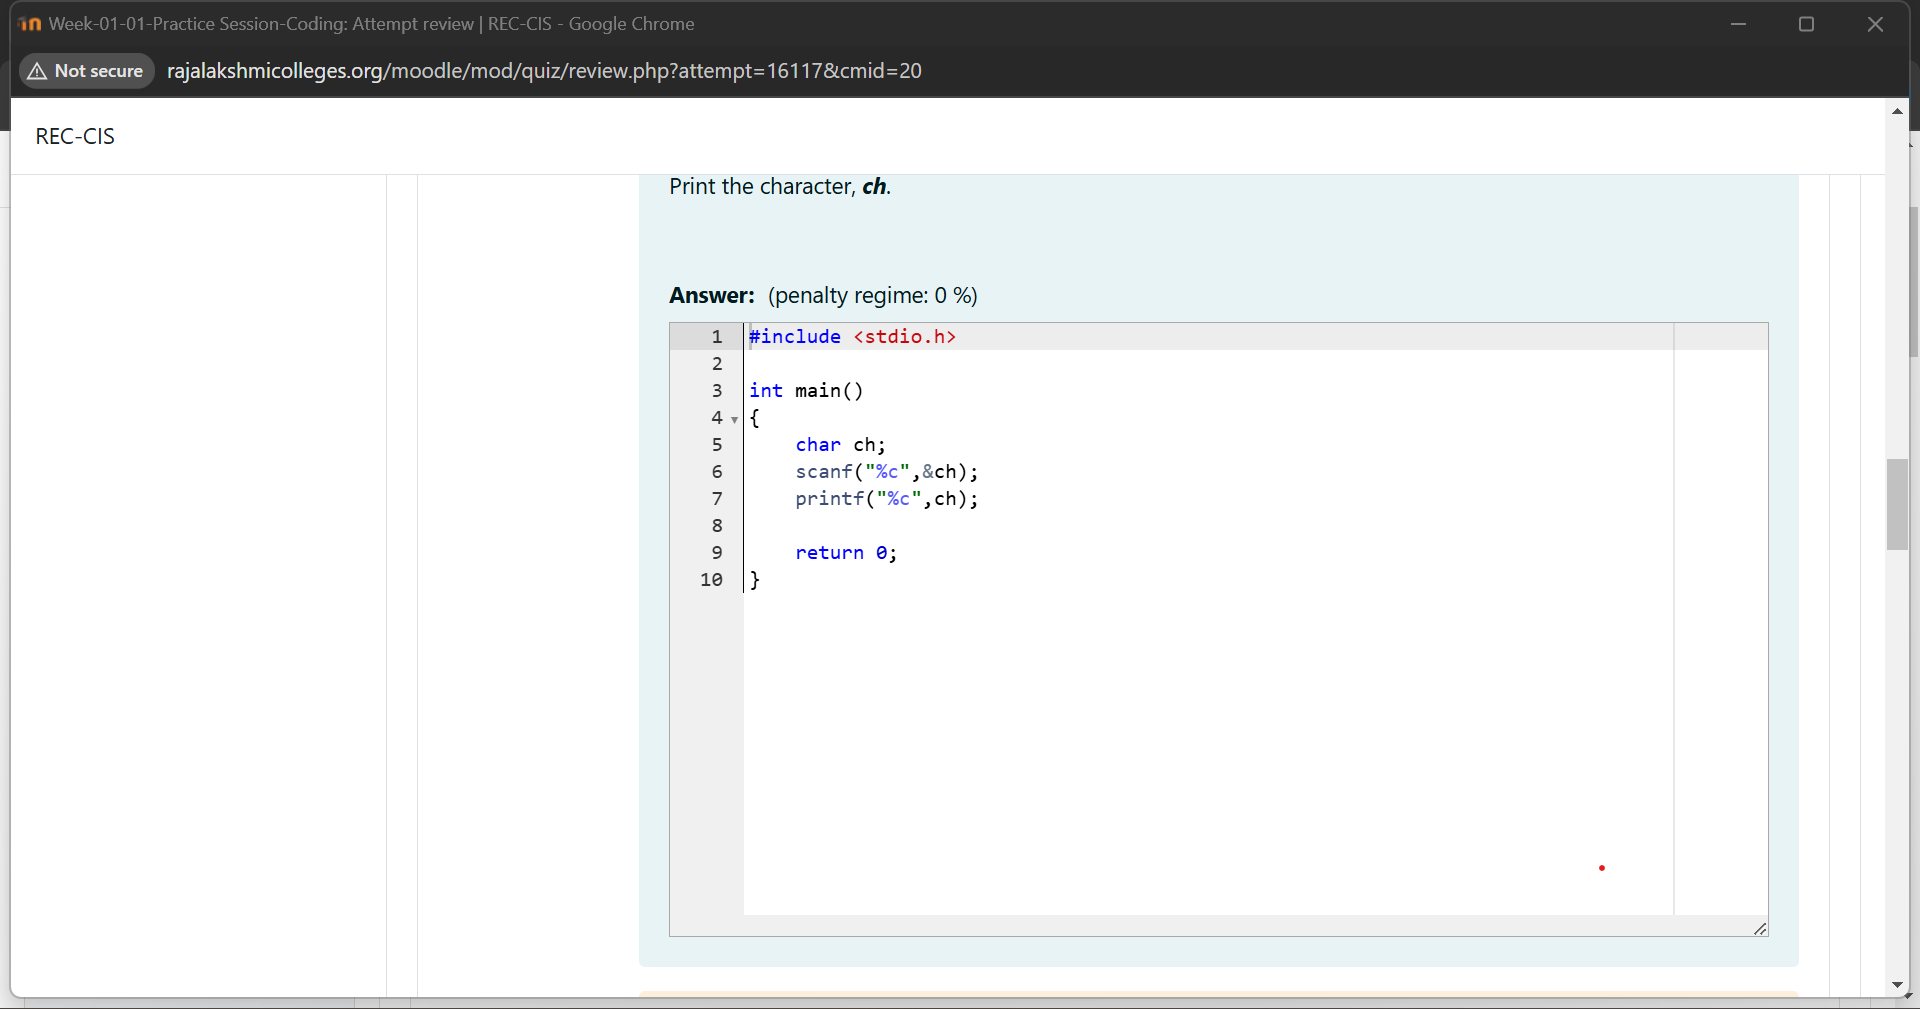 Week-01-01-Practice Session-Coding: Attempt review | REC-CIS - Google Chrome
Not secure rajalakshmicolleges.org/moodle/mod/quiz/review.php?attempt=16117&cmid=20
REC-CIS
Print the character, ch.
Answer: (penalty regime: 0 %)
1 #include <stdio.h>
2
3 int main()
4 {
5 char ch;
6 scanf("%c",&ch);
7 printf("%c",ch);
8
9 return 0;
10 }